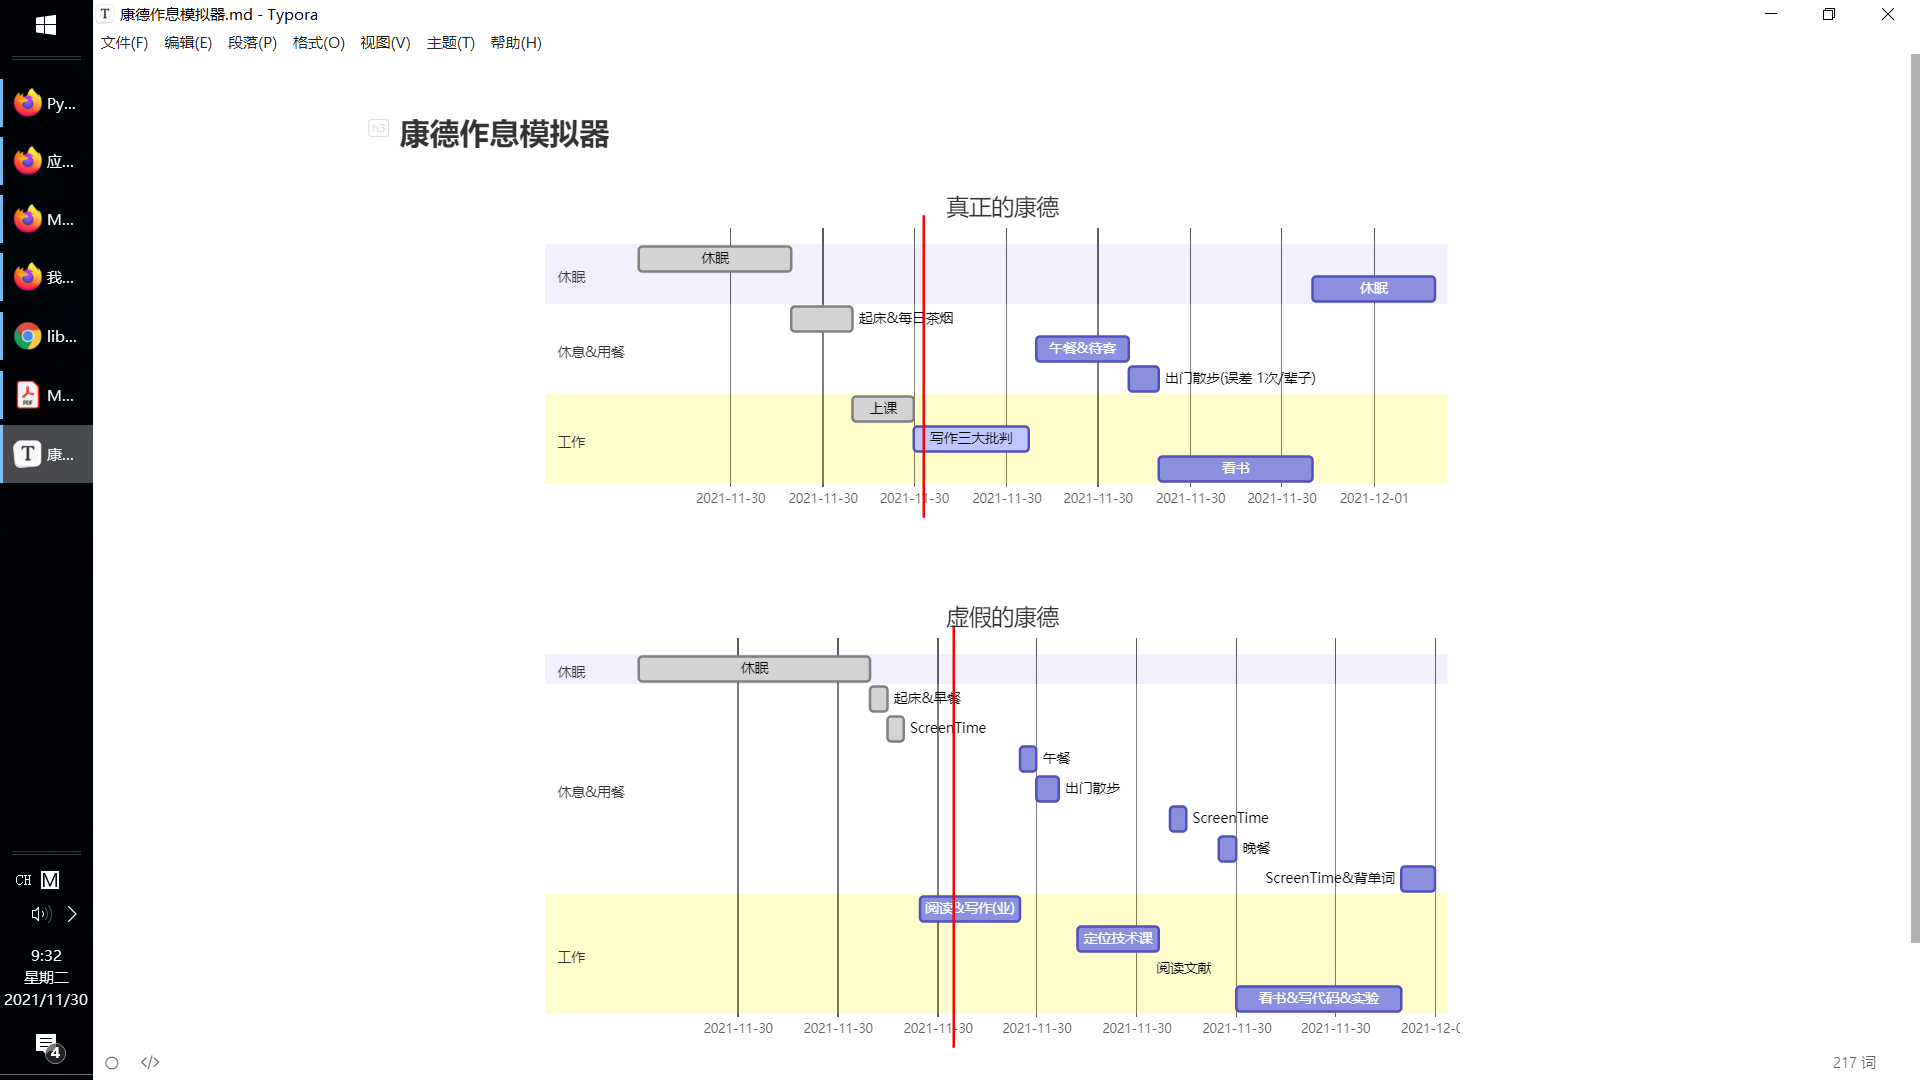 康德作息模拟器.md - Typora
文件(F) 编辑(E) 段落(P) 格式(O) 视图(V) 主题(T) 帮助(H)
Py...
应...
M...
我...
lib...
M...
康...
CH M
9:32
星期二
2021/11/30
4
h3 康德作息模拟器
真正的康德
休眠
休眠
休眠
起床&每日茶烟
休息&用餐
午餐&待客
出门散步(误差 1次/辈子)
上课
工作
写作三大批判
看书
2021-11-30 2021-11-30 2021-11-30 2021-11-30 2021-11-30 2021-11-30 2021-11-30 2021-12-01
虚假的康德
休眠
休眠
起床&早餐
ScreenTime
午餐
休息&用餐
出门散步
ScreenTime
晚餐
ScreenTime&背单词
阅读&写作(业)
定位技术课
工作
阅读文献
看书&写代码&实验
2021-11-30 2021-11-30 2021-11-30 2021-11-30 2021-11-30 2021-11-30 2021-11-30 2021-12-0
217 词